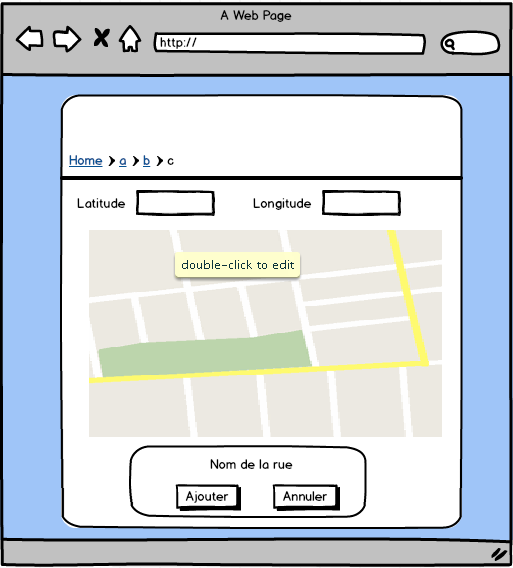 A Web Page
http://
Home > a > b > c
Latitude
Longitude
double-click to edit
Nom de la rue
Ajouter
Annuler